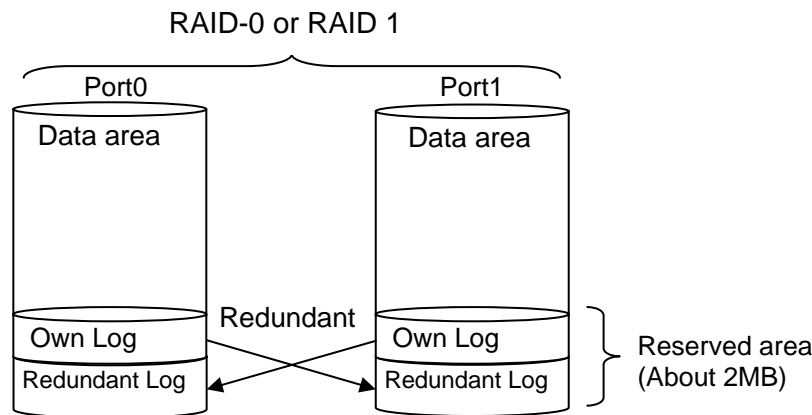 RAID-0 or RAID 1
Port0
Port1
Data area
Data area
Redundant
Own Log
Own Log
Redundant Log
Redundant Log
Reserved area
(About 2MB)